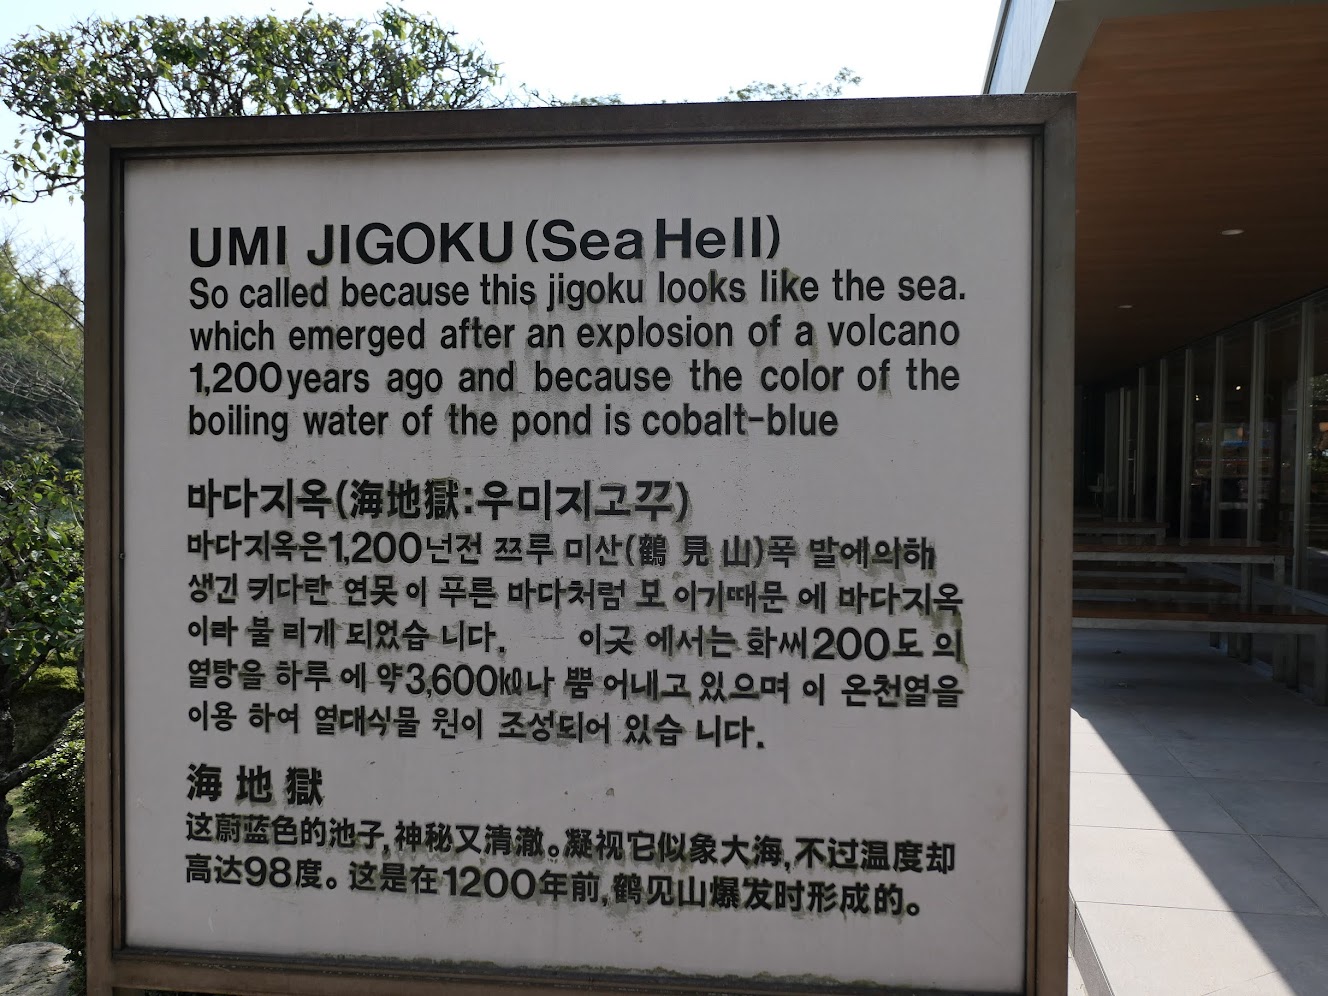 UMI JIGOKU(Sea Hell)
So called because this jigoku looks like the sea.
which emerged after an explosion of a volcano
1,200years ago and because the color of the
boiling water of the pond is cobalt-blue
바다지옥(海地獄:우미지고꾸)
바다지옥은1,200년전 쯔루 미산(鶴見山)폭 발에의해
생긴 커다란 연못 이 푸른 바다처럼 보 이기때문 에 바다지옥
이라 불 리게 되었습 니다. 이곳 에서는 화씨200도 의
열탕을 하루 에 약3,600㎘나 뿜 어내고 있으며 이 온천열을
이용 하여 열대식물 원이 조성되어 있습 니다.
海地獄
这蔚蓝色的池子,神秘又清澈。凝视它似象大海,不过温度却
高达98度。这是在1200年前,鹤见山爆发时形成的。